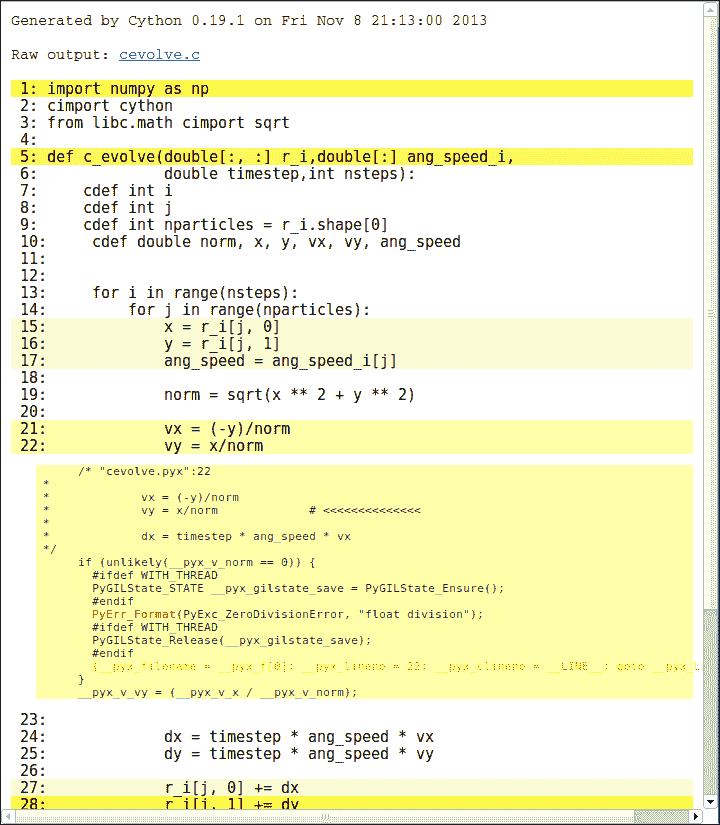 Generated by Cython 0.19.1 on Fri Nov 8 21:13:00 2013
Raw output: cevolve.c
1: import numpy as np
2: cimport cython
3: from libc.math cimport sqrt
4:
5: def c_evolve(double[:, :] r_i,double[:] ang_speed_i,
6:              double timestep,int nsteps):
7:     cdef int i
8:     cdef int j
9:     cdef int nparticles = r_i.shape[0]
10:     cdef double norm, x, y, vx, vy, ang_speed
11:
12:
13:     for i in range(nsteps):
14:         for j in range(nparticles):
15:             x = r_i[j, 0]
16:             y = r_i[j, 1]
17:             ang_speed = ang_speed_i[j]
18:
19:             norm = sqrt(x ** 2 + y ** 2)
20:
21:             vx = (-y)/norm
22:             vy = x/norm
/* "cevolve.pyx":22
*
*             vx = (-y)/norm
*             vy = x/norm             # <<<<<<<<<<<<<<
*
*             dx = timestep * ang_speed * vx
*/
if (unlikely(__pyx_v_norm == 0)) {
#ifdef WITH_THREAD
PyGILState_STATE __pyx_gilstate_save = PyGILState_Ensure();
#endif
PyErr_Format(PyExc_ZeroDivisionError, "float division");
#ifdef WITH_THREAD
PyGILState_Release(__pyx_gilstate_save);
#endif
{__pyx_filename = __pyx_f[0]; __pyx_lineno = 22; __pyx_clineno = __LINE__; goto
}
__pyx_v_vy = (__pyx_v_x / __pyx_v_norm);
23:
24:             dx = timestep * ang_speed * vx
25:             dy = timestep * ang_speed * vy
26:
27:             r_i[j, 0] += dx
28:             r_i[j, 1] += dy